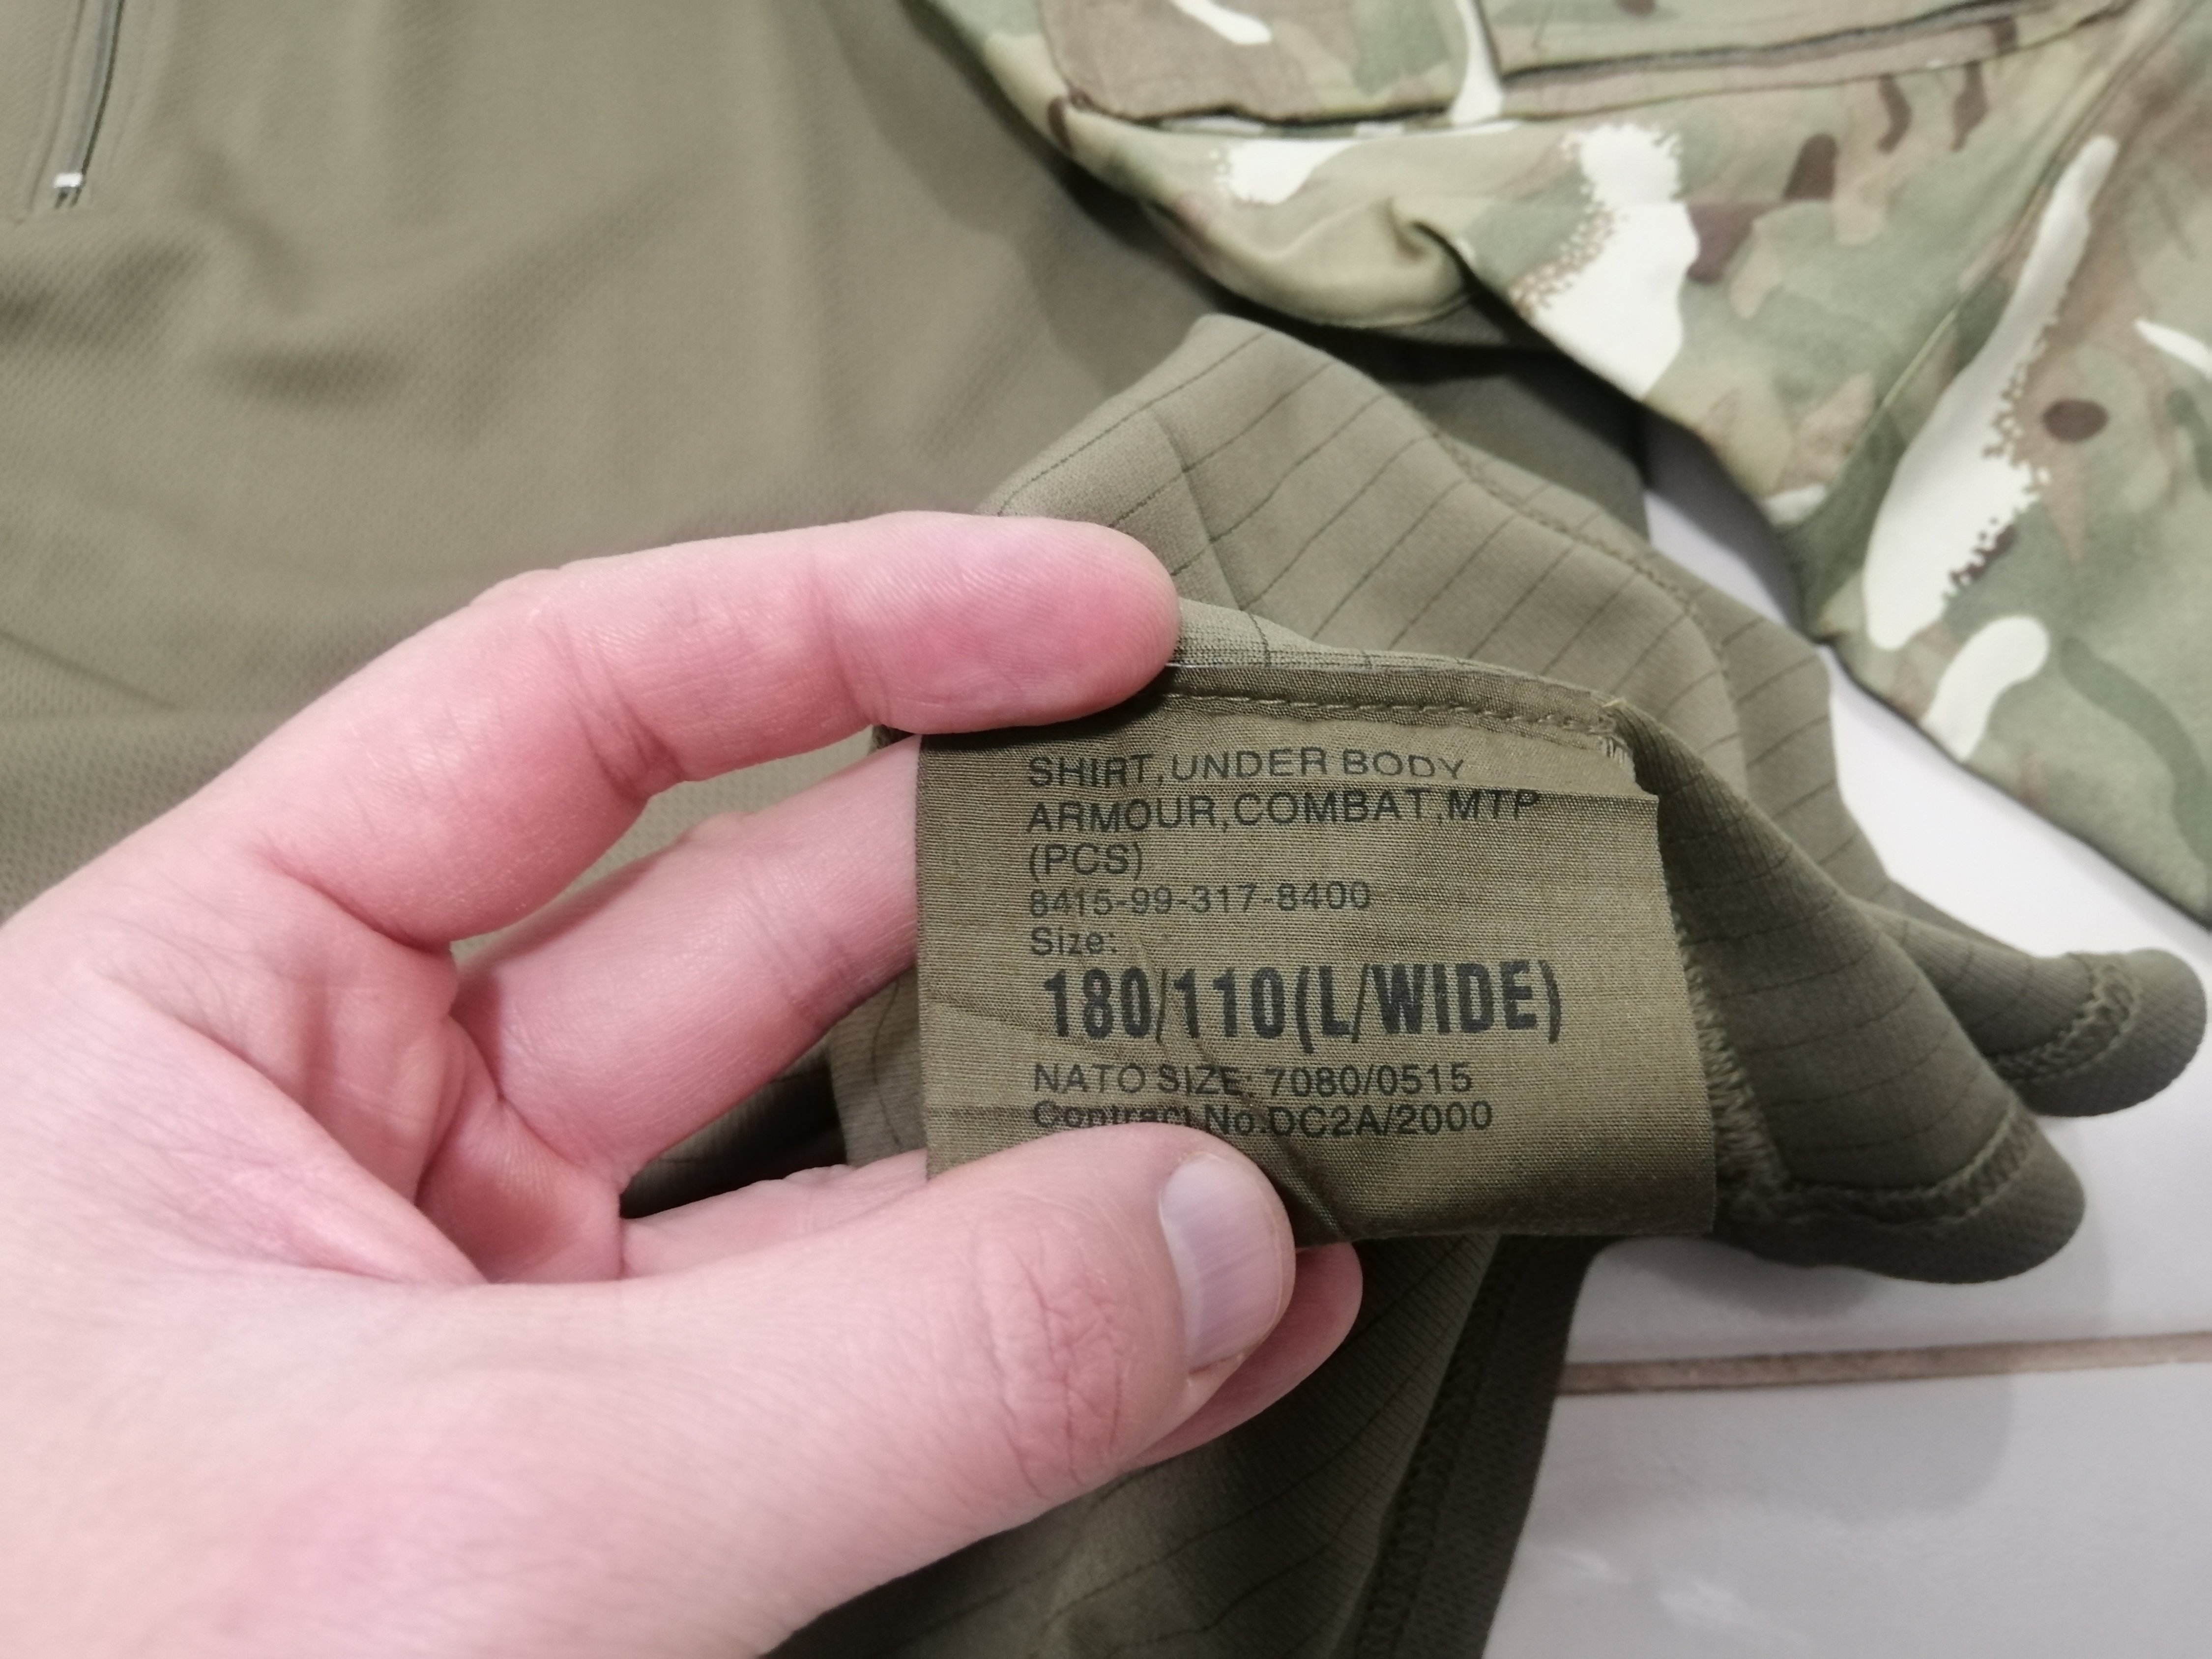 SHIRT,UNDER BODY
ARMOUR,COMBAT,MTP
(PCS)
8415-99-317-8400
Size:
180/110(L/WIDE)
NATO SIZE: 7080/0515
Contract No.DC2A/2000